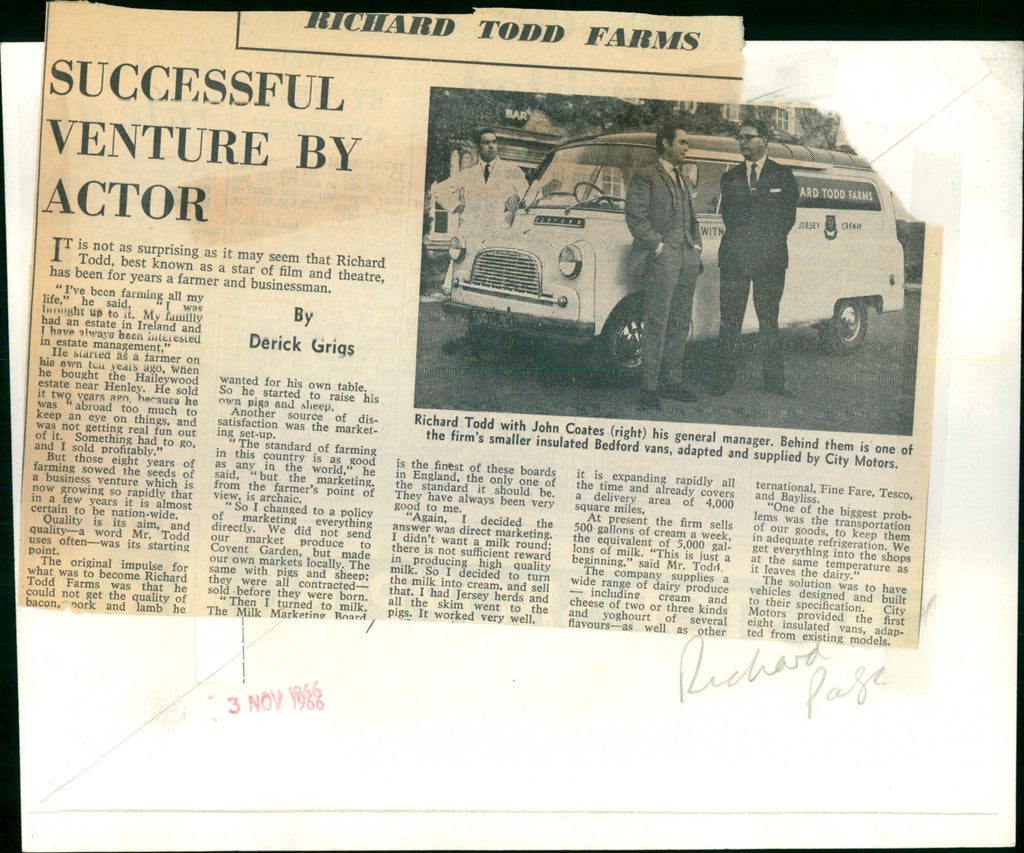 RICHARD TODD FARMS
SUCCESSFUL
VENTURE BY
ACTOR
IT is not as surprising as it may seem that Richard
Todd, best known as a star of film and theatre,
has been for years a farmer and businessman.
"I've been farming all my
life," he said, "I was
brought up to it. My familly
had an estate in Ireland and
I have always been interested
in estate management,"
He started as a farmer on
his own ten years ago, when
he bought the Haileywood
estate near Henley. He sold
it two years ago, because he
was "abroad too much to
keep an eye on things, and
was not getting real fun out
of it. Something had to go,
and I sold profitably."
But those eight years of
farming sowed the seeds of
a business venture which is
now growing so rapidly that
in a few years it is almost
certain to be nation-wide.
Quality is its aim, and
quality—a word Mr. Todd
uses often—was its starting
point.
The original impulse for
what was to become Richard
Todd Farms was that he
could not get the quality of
bacon, pork and lamb he
By
Derick Grigs
wanted for his own table.
So he started to raise his
own pigs and sheep.
Another source of dis-
satisfaction was the market-
ing set-up.
"The standard of farming
in this country is as good
as any in the world," he
said, "but the marketing,
from the farmer's point of
view, is archaic.
"So I changed to a policy
of marketing everything
directly. We did not send
our market produce to
Covent Garden, but made
our own markets locally. The
same with pigs and sheep;
they were all contracted—
sold before they were born.
"Then I turned to milk.
The Milk Marketing Board
BAR
ARD TODD FARMS
WITH
JERSEY CREAM
Richard Todd with John Coates (right) his general manager. Behind them is one of
the firm's smaller insulated Bedford vans, adapted and supplied by City Motors.
is the finest of these boards
in England, the only one of
the standard it should be.
They have always been very
good to me.
"Again, I decided the
answer was direct marketing.
I didn't want a milk round;
there is not sufficient reward
in producing high quality
milk. So I decided to turn
the milk into cream, and sell
that. I had Jersey herds and
all the skim went to the
pigs. It worked very well.
it is expanding rapidly all
the time and already covers
a delivery area of 4,000
square miles.
At present the firm sells
500 gallons of cream a week,
the equivalent of 5,000 gal-
lons of milk. "This is just a
beginning," said Mr. Todd.
The company supplies a
wide range of dairy produce
— including cream and
cheese of two or three kinds
and yoghourt of several
flavours—as well as other
ternational, Fine Fare, Tesco,
and Bayliss.
"One of the biggest prob-
lems was the transportation
of our goods, to keep them
in adequate refrigeration. We
get everything into the shops
at the same temperature as
it leaves the dairy."
The solution was to have
vehicles designed and built
to their specification. City
Motors provided the first
eight insulated vans, adap-
ted from existing models.
3 NOV 1966
1966
Richard
Page